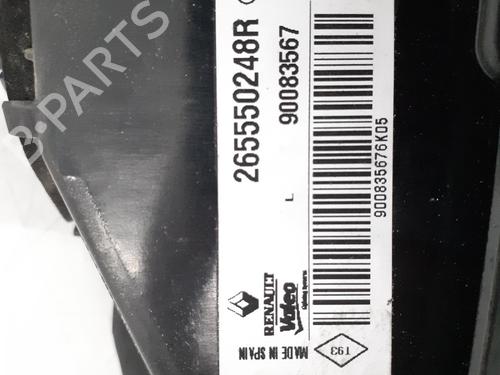 265550248R
90083567
L
900835676K05
RENAULT
Valeo
MADE IN SPAIN
T93
B-PARTS